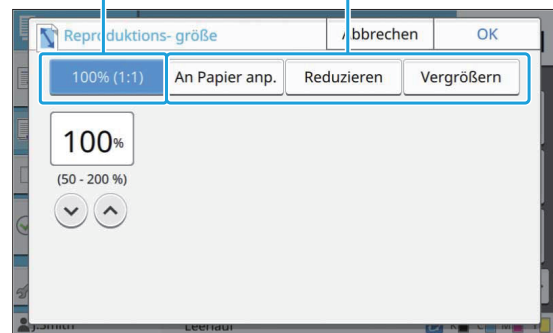 Reproduktions- größe
Abbrechen
OK
100% (1:1)
An Papier anp.
Reduzieren
Vergrößern
100%
(50 - 200 %)
J.Smith
Leerlauf
K
C
M